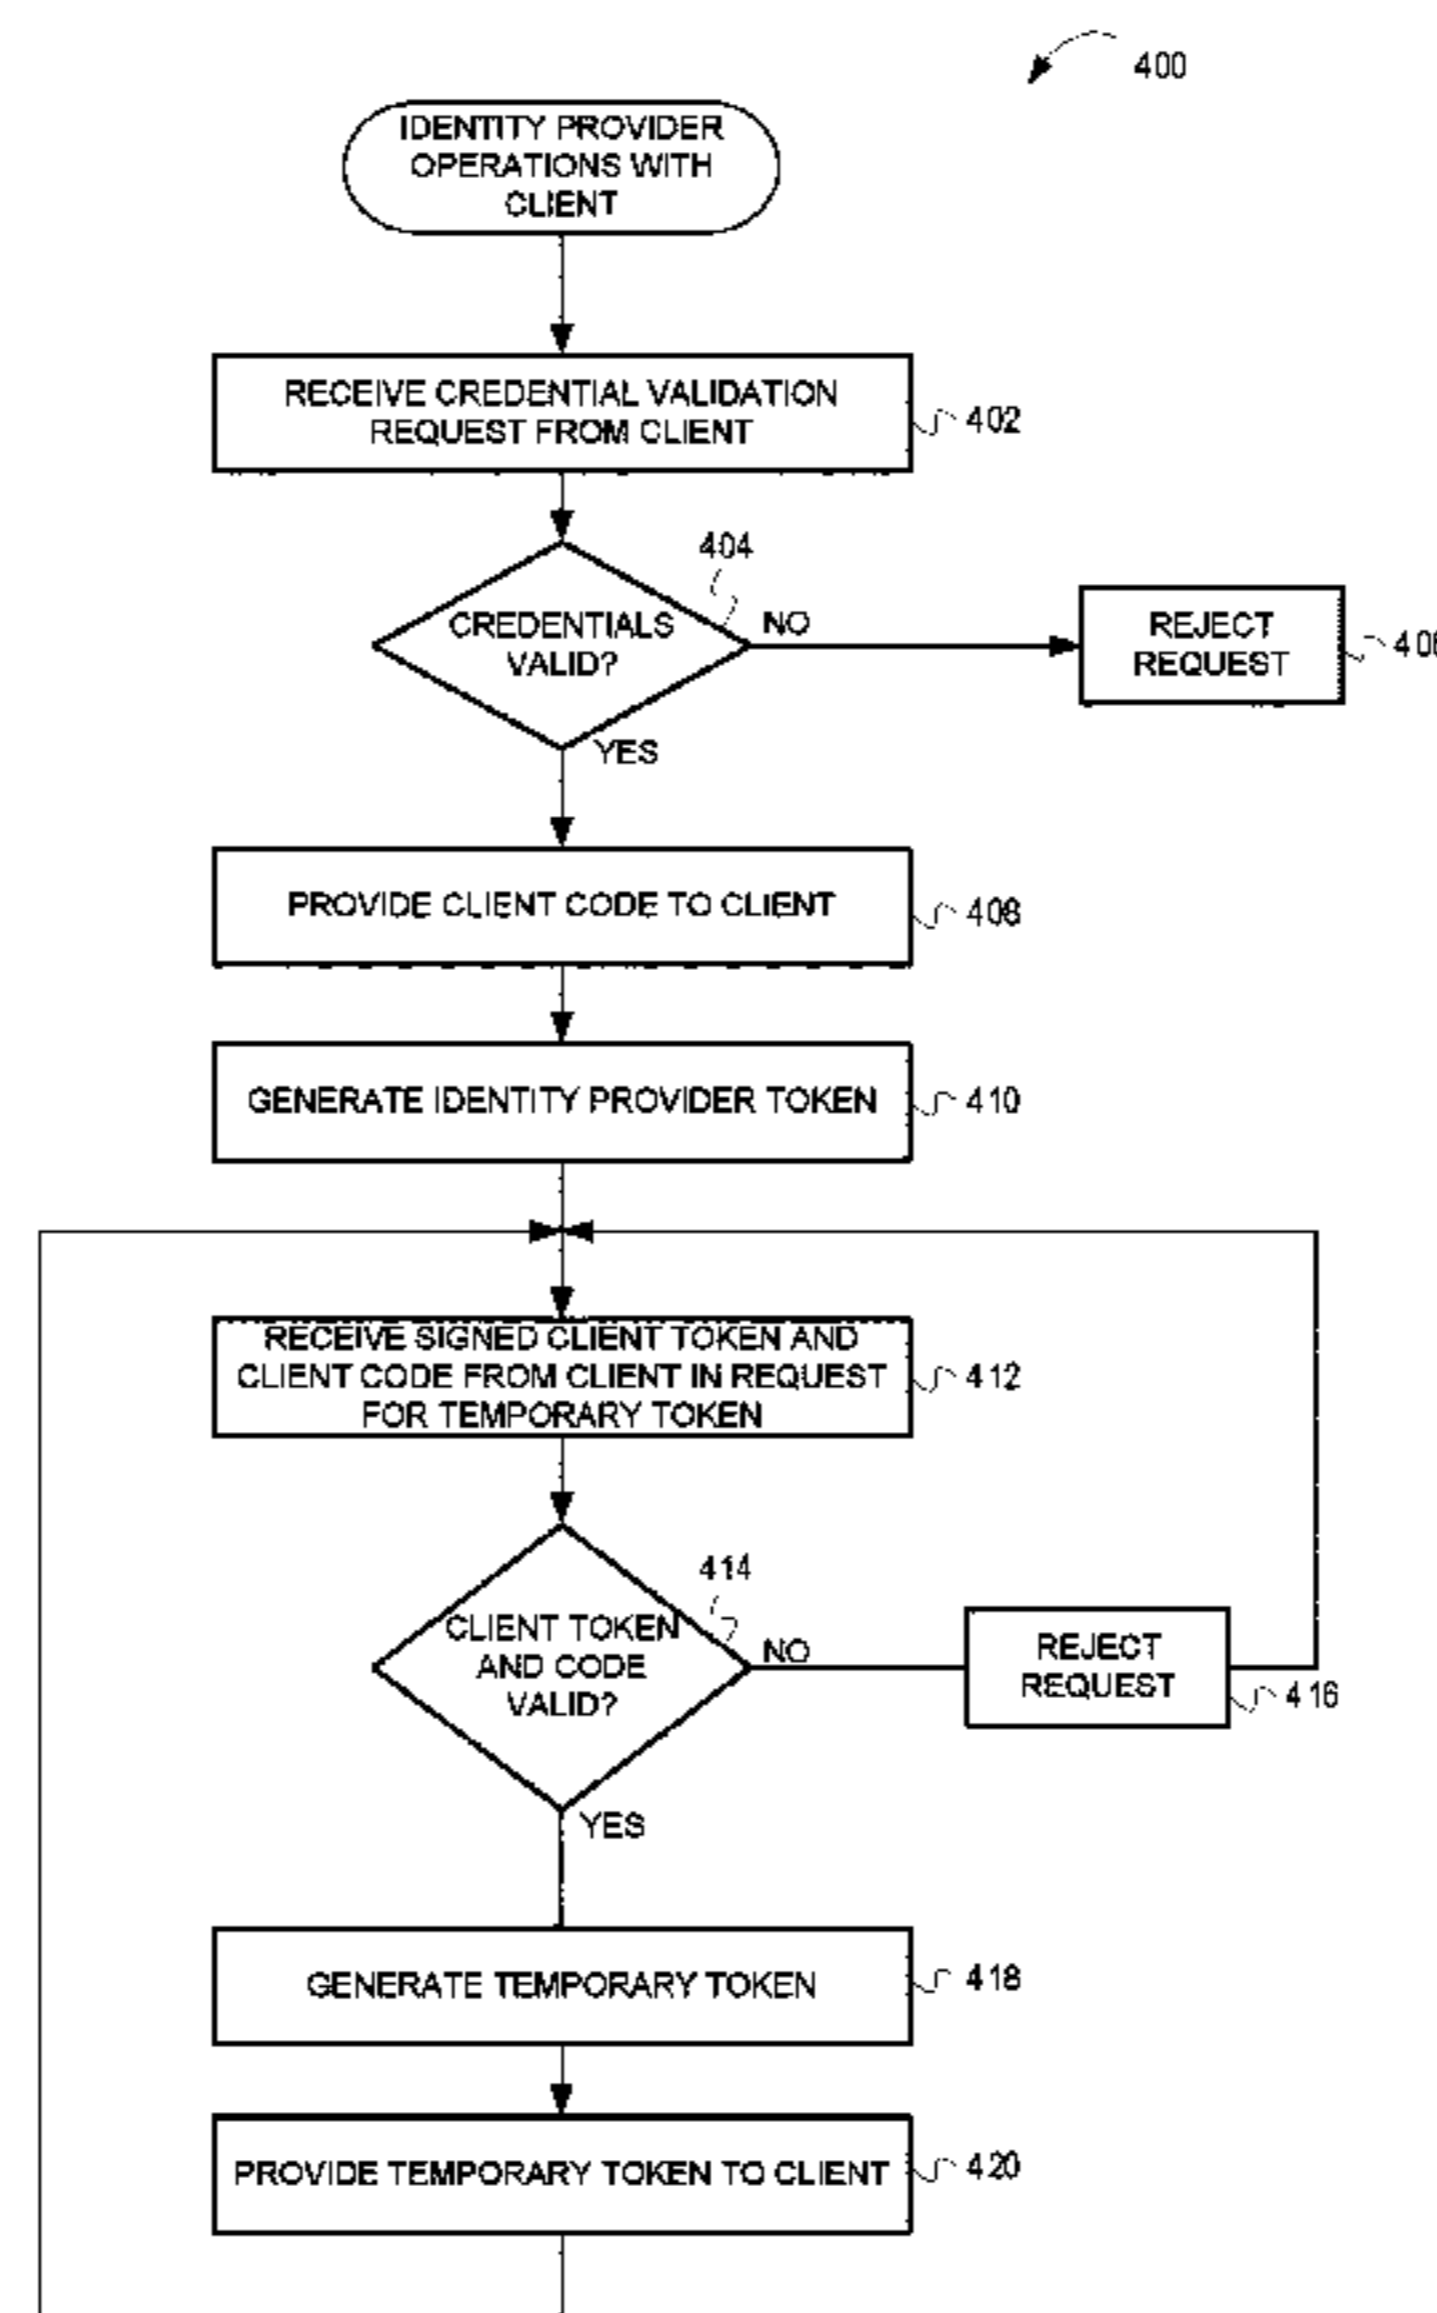 400
IDENTITY PROVIDER
OPERATIONS WITH
CLIENT
RECEIVE CREDENTIAL VALIDATION
REQUEST FROM CLIENT
402
404
CREDENTIALS
VALID?
NO
REJECT
REQUEST
YES
PROVIDE CLIENT CODE TO CLIENT
408
GENERATE IDENTITY PROVIDER TOKEN
410
RECEIVE SIGNED CLIENT TOKEN AND
CLIENT CODE FROM CLIENT IN REQUEST
FOR TEMPORARY TOKEN
412
414
CLIENT TOKEN
AND CODE
VALID?
NO
REJECT
REQUEST
416
YES
GENERATE TEMPORARY TOKEN
418
PROVIDE TEMPORARY TOKEN TO CLIENT
420